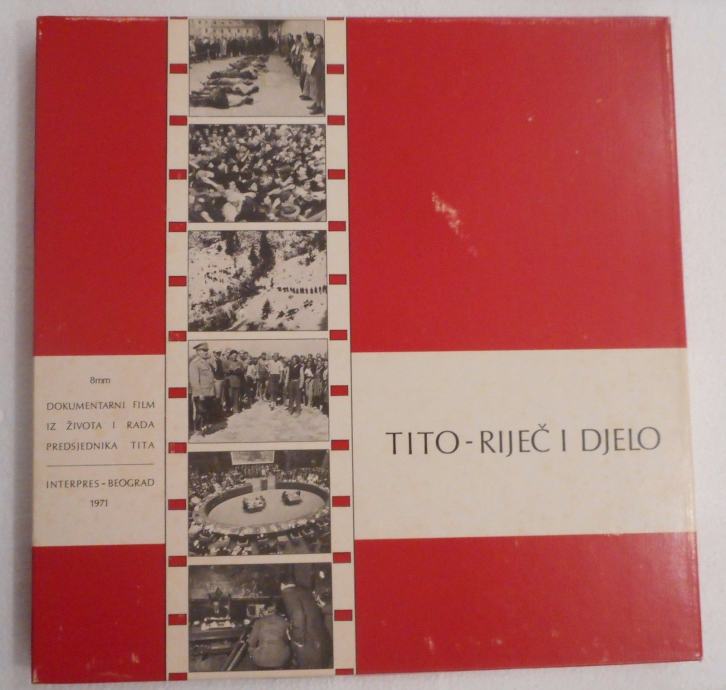 8mm
DOKUMENTARNI FILM
IZ ŽIVOTA I RADA
PREDSJEDNIKA TITA
INTERPRES - BEOGRAD
1971
TITO - RIJEČ I DJELO